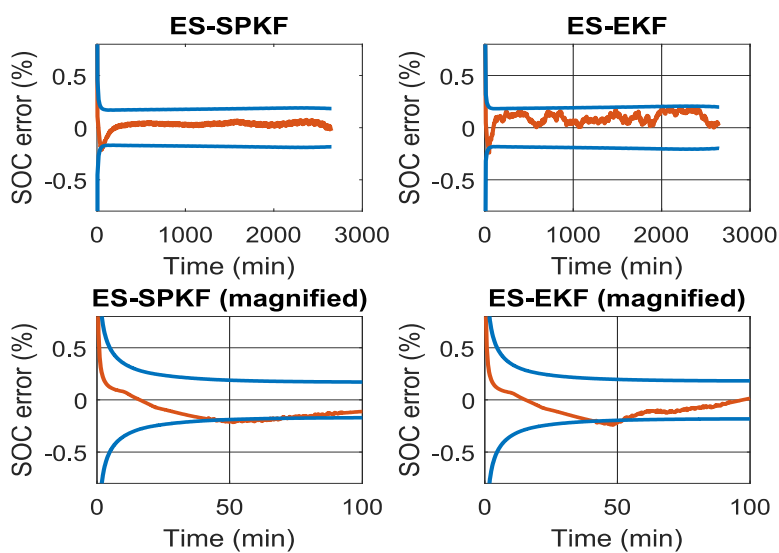 ES-SPKF
SOC error (%)
0.5
0
-0.5
0
1000
2000
3000
Time (min)
ES-EKF
SOC error (%)
0.5
0
-0.5
0
1000
2000
3000
Time (min)
ES-SPKF (magnified)
SOC error (%)
0.5
0
-0.5
0
50
100
Time (min)
ES-EKF (magnified)
SOC error (%)
0.5
0
-0.5
0
50
100
Time (min)